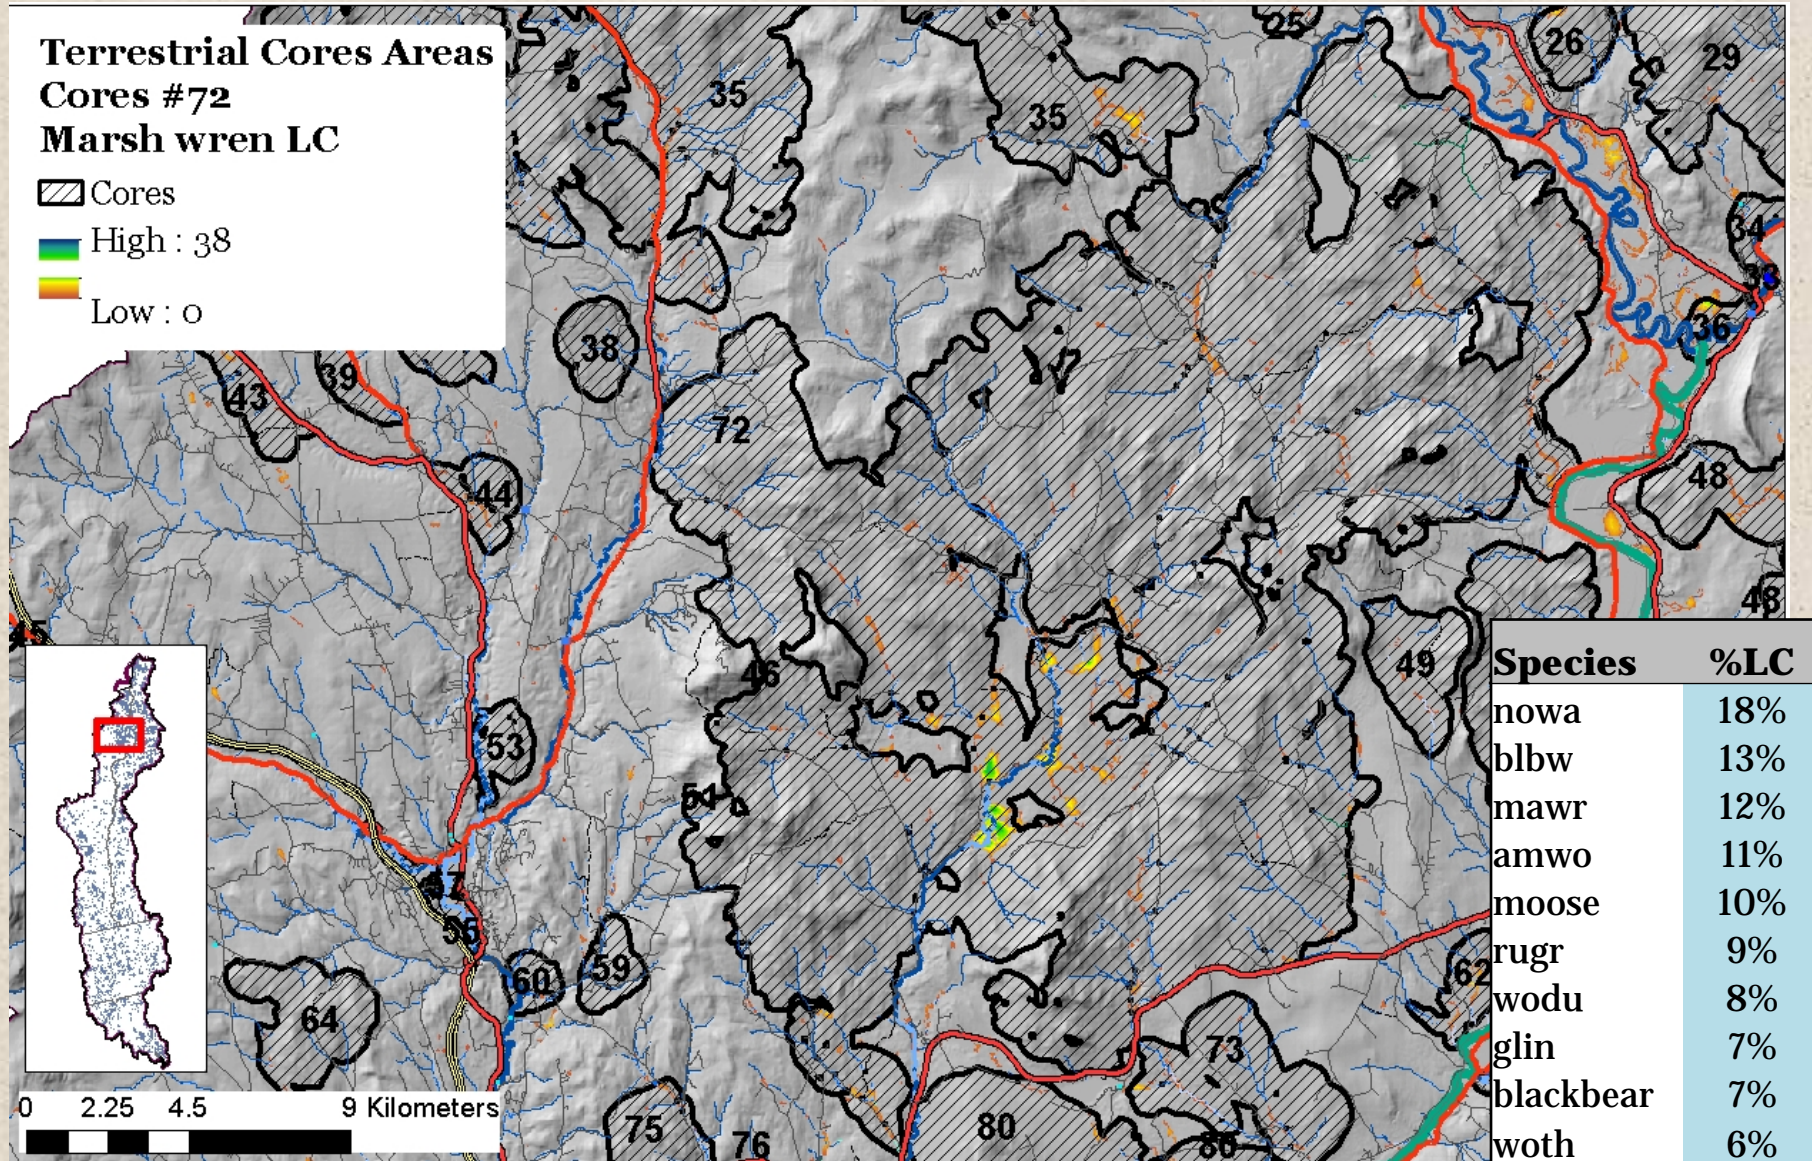 Terrestrial Cores Areas
Cores #72
Marsh wren LC
Cores
High : 38
Low : 0
25
26
29
35
35
34
33
36
38
39
43
72
44
48
48
46
49
53
51
57
60
59
62
64
73
75
76
80
80
0 2.25 4.5 9 Kilometers
Species %LC
nowa 18%
blbw 13%
mawr 12%
amwo 11%
moose 10%
rugr 9%
wodu 8%
glin 7%
blackbear 7%
woth 6%